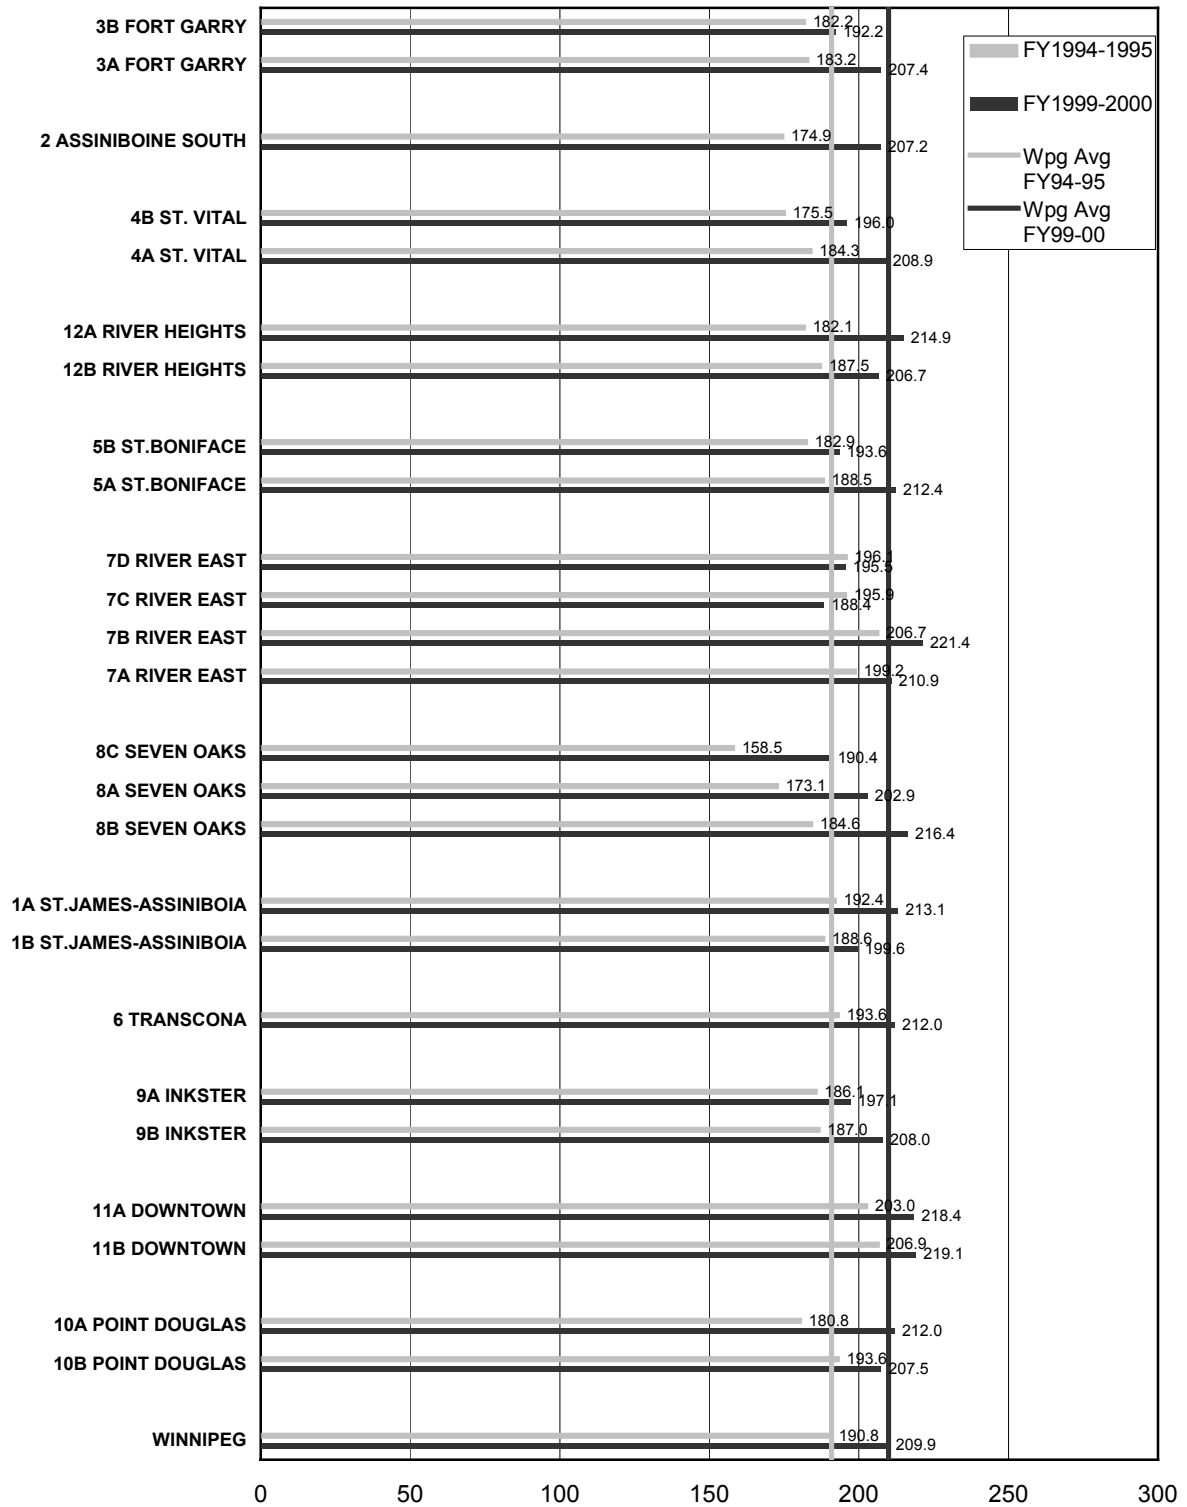 3B FORT GARRY 182.2 192.2
3A FORT GARRY 183.2 207.4
2 ASSINIBOINE SOUTH 174.9 207.2
4B ST. VITAL 175.5 196.0
4A ST. VITAL 184.3 208.9
12A RIVER HEIGHTS 182.1 214.9
12B RIVER HEIGHTS 187.5 206.7
5B ST.BONIFACE 182.9 193.6
5A ST.BONIFACE 188.5 212.4
7D RIVER EAST 196.1 195.5
7C RIVER EAST 195.9 188.4
7B RIVER EAST 206.7 221.4
7A RIVER EAST 199.2 210.9
8C SEVEN OAKS 158.5 190.4
8A SEVEN OAKS 173.1 202.9
8B SEVEN OAKS 184.6 216.4
1A ST.JAMES-ASSINIBOIA 192.4 213.1
1B ST.JAMES-ASSINIBOIA 188.6 199.6
6 TRANSCONA 193.6 212.0
9A INKSTER 186.1 197.1
9B INKSTER 187.0 208.0
11A DOWNTOWN 203.0 218.4
11B DOWNTOWN 206.9 219.1
10A POINT DOUGLAS 180.8 212.0
10B POINT DOUGLAS 193.6 207.5
WINNIPEG 190.8 209.9
0 50 100 150 200 250 300
FY1994-1995
FY1999-2000
Wpg Avg
FY94-95
Wpg Avg
FY99-00